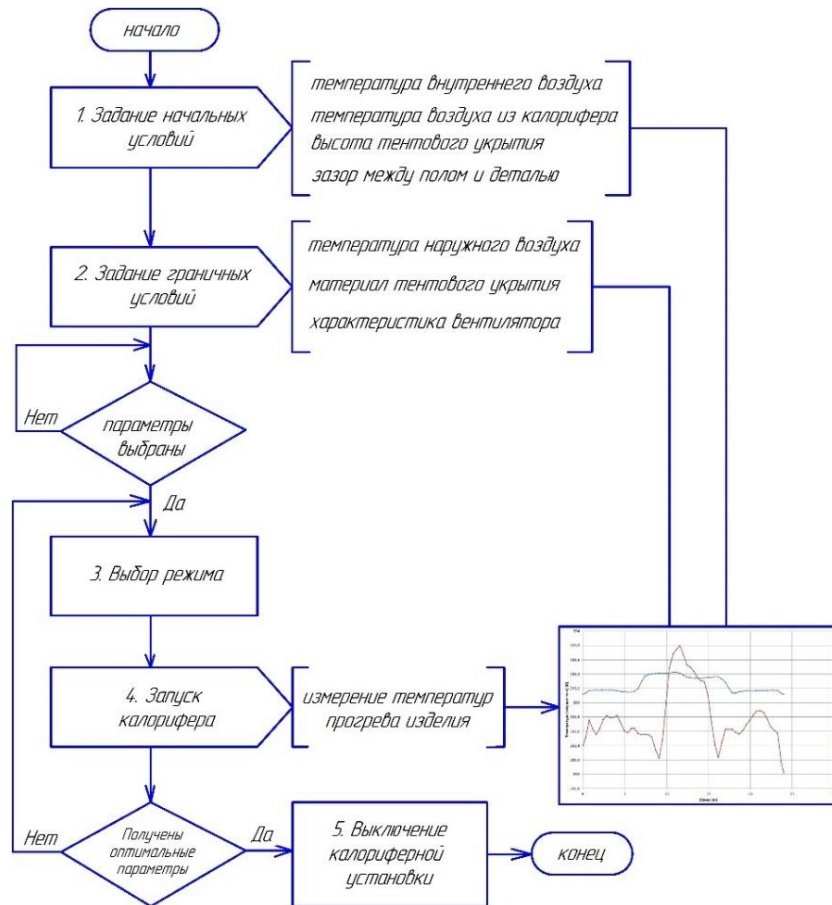 начало
1. Задание начальных
условий
температура внутреннего воздуха
температура воздуха из калорифера
высота тентового укрытия
зазор между полом и деталью
2. Задание граничных
условий
температура наружного воздуха
материал тентового укрытия
характеристика вентилятора
Нет
параметры
выбраны
Да
3. Выбор режима
4. Запуск
калорифера
измерение температур
прогрева изделия
Нет
Получены
оптимальные
параметры
Да
5. Выключение
калориферной
установки
конец